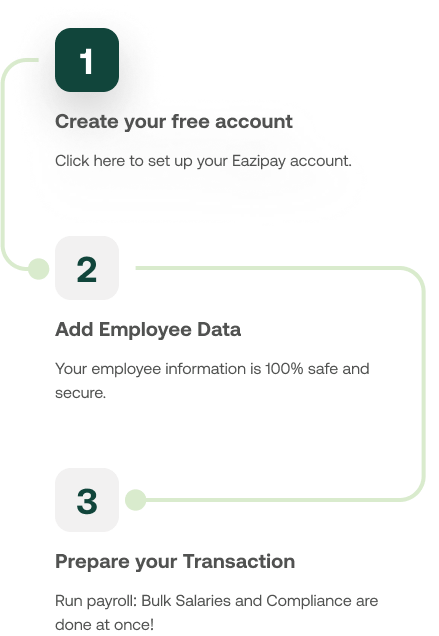 1
Create your free account
Click here to set up your Eazipay account.
2
Add Employee Data
Your employee information is 100% safe and
secure.
3
Prepare your Transaction
Run payroll: Bulk Salaries and Compliance are
done at once!